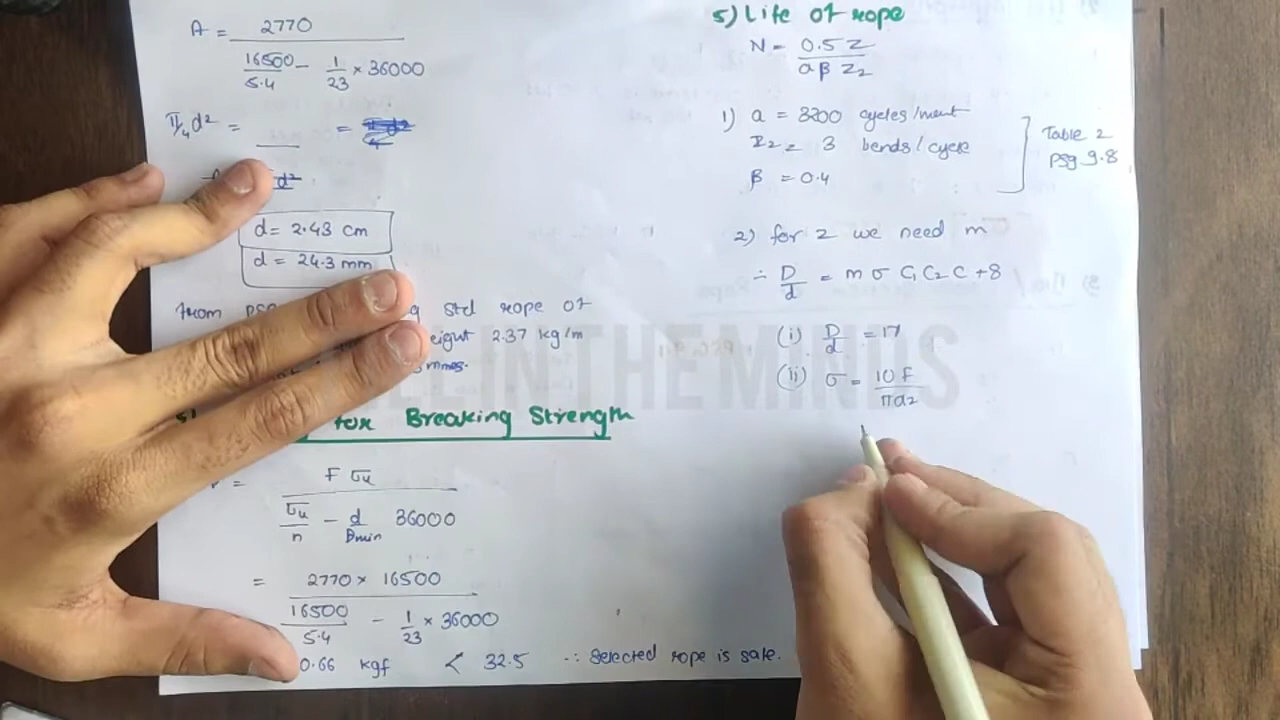 A = 2770
16500/5.4 - 1/23 × 36000
π/4 d² = =
d = 2.43 cm
d = 24.3 mm
from std rope of
2.37 kg/m
for Breaking Strength
= F σu
σu/n - d/Dmin 36000
= 2770 × 16500
16500/5.4 - 1/23 × 36000
0.66 kgf < 32.5 ∴ Selected rope is safe.
5) Life of rope
N = 0.5 Z
a β Z2
1) a = 3200 cycles/
Z2 = 3 bends/cycle
β = 0.4
Table 2
psg 9.8
2) for z we need m
∴ D/d = m σ C1 C2 C + 8
(i) D/d = 17
(ii) σ = 10 F
πd2
ALL IN THE MINDS